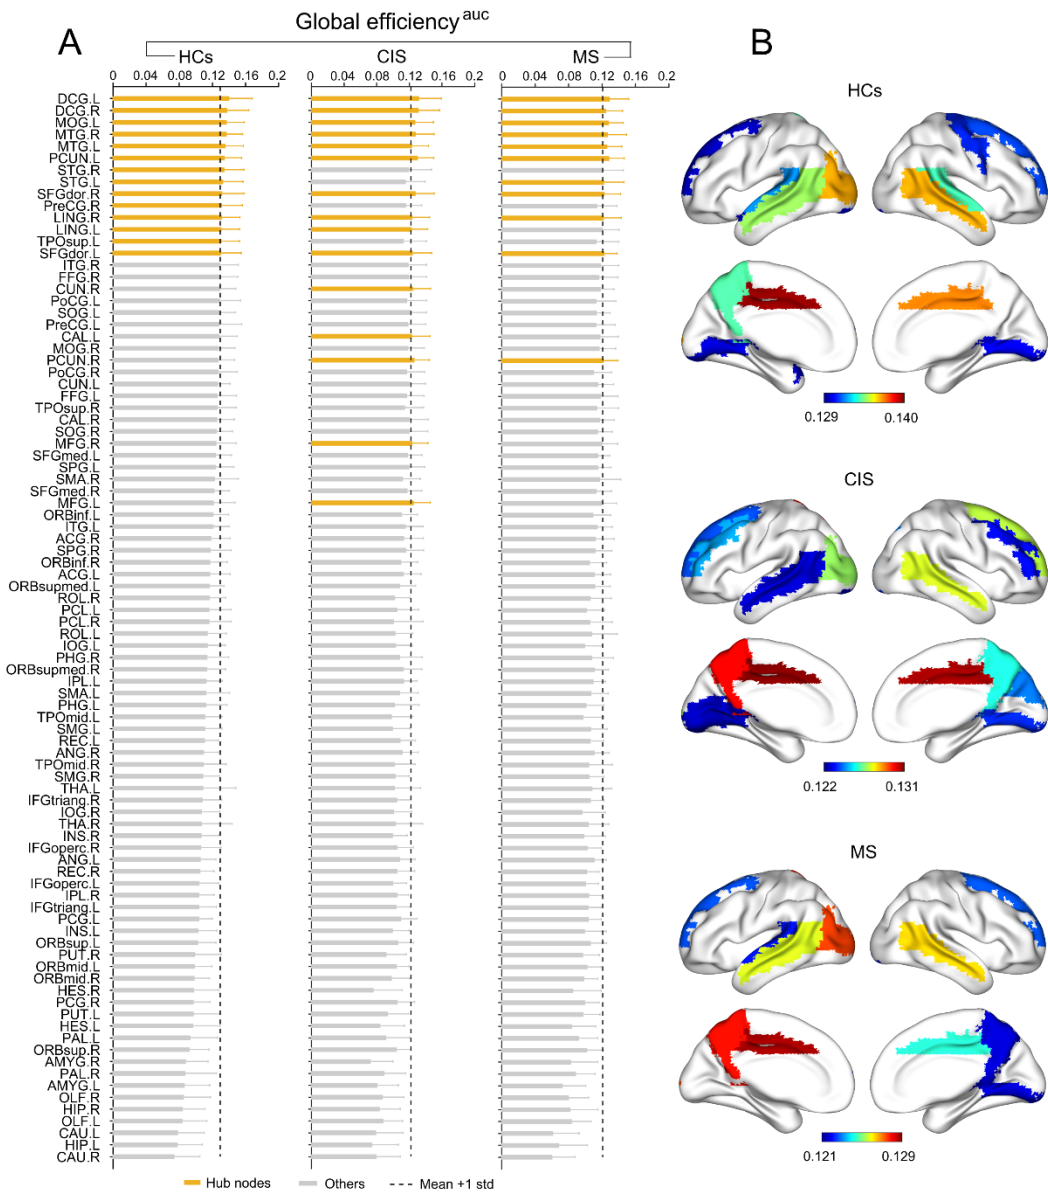 Global efficiency auc
A
HCs
CIS
MS
0 0.04 0.08 0.12 0.16 0.2
0 0.04 0.08 0.12 0.16 0.2
0 0.04 0.08 0.12 0.16 0.2
DCG.L
DCG.R
MOG.L
MTG.R
MTG.L
PCUN.L
STG.R
STG.L
SFGdor.R
PreCG.R
LING.R
LING.L
TPOsup.L
SFGdor.L
ITG.R
FFG.R
CUN.R
PoCG.L
SOG.L
PreCG.L
CAL.L
MOG.R
PCUN.R
PoCG.R
CUN.L
FFG.L
TPOsup.R
CAL.R
SOG.R
MFG.R
SFGmed.L
SPG.L
SMA.R
SFGmed.R
MFG.L
ORBinf.L
ITG.L
ACG.R
SPG.R
ORBinf.R
ACG.L
ORBsupmed.L
ROL.R
PCL.L
PCL.R
ROL.L
IOG.L
PHG.R
ORBsupmed.R
IPL.L
SMA.L
PHG.L
TPOmid.L
SMG.L
REC.L
ANG.R
TPOmid.R
SMG.R
THA.L
IFGtriang.R
IOG.R
THA.R
INS.R
IFGoperc.R
ANG.L
REC.R
IFGoperc.L
IPL.R
IFGtriang.L
PCG.L
INS.L
ORBsup.L
PUT.R
ORBmid.L
ORBmid.R
HES.R
PCG.R
PUT.L
HES.L
PAL.L
ORBsup.R
AMYG.R
PAL.R
AMYG.L
OLF.R
HIP.R
OLF.L
CAU.L
HIP.L
CAU.R
Hub nodes
Others
Mean +1 std
B
HCs
0.129 0.140
CIS
0.122 0.131
MS
0.121 0.129